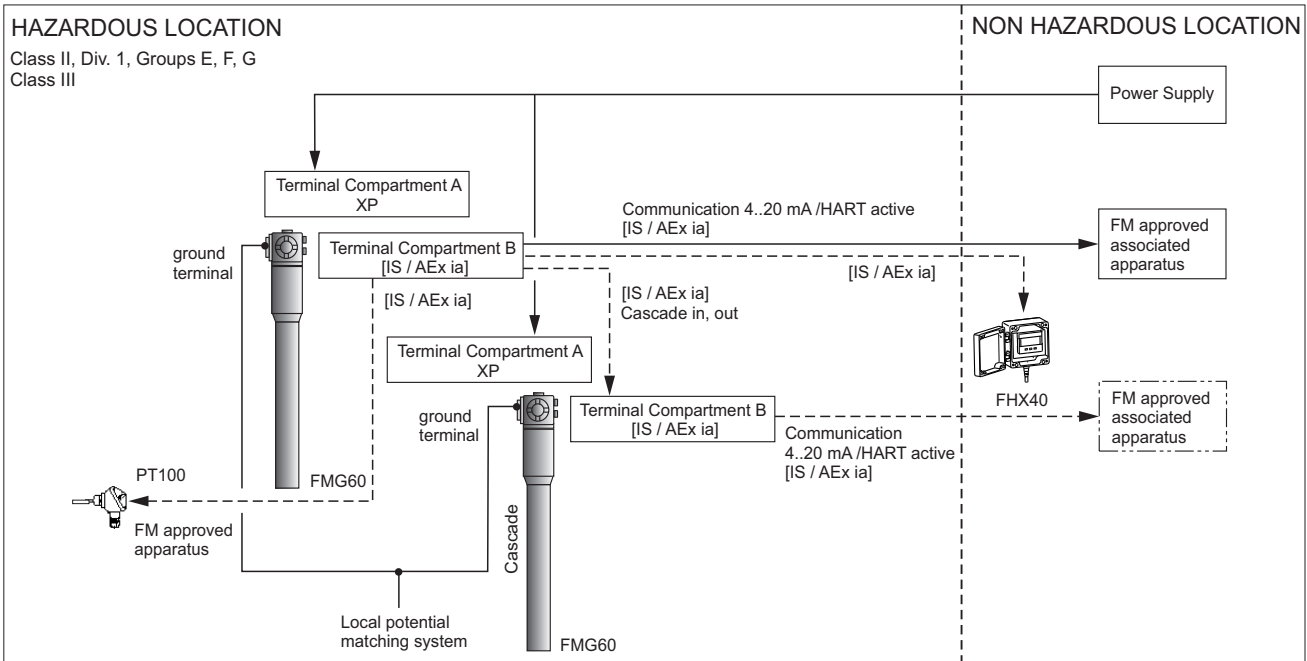 HAZARDOUS LOCATION
Class II, Div. 1, Groups E, F, G
Class III
NON HAZARDOUS LOCATION
Power Supply
Terminal Compartment A
XP
Communication 4..20 mA /HART active
[IS / AEx ia]
FM approved
associated
apparatus
ground
terminal
Terminal Compartment B
[IS / AEx ia]
[IS / AEx ia]
[IS / AEx ia]
[IS / AEx ia]
Cascade in, out
Terminal Compartment A
XP
FHX40
ground
terminal
Terminal Compartment B
[IS / AEx ia]
Communication
4..20 mA /HART active
[IS / AEx ia]
FM approved
associated
apparatus
PT100
FMG60
FM approved
apparatus
Cascade
Local potential
matching system
FMG60